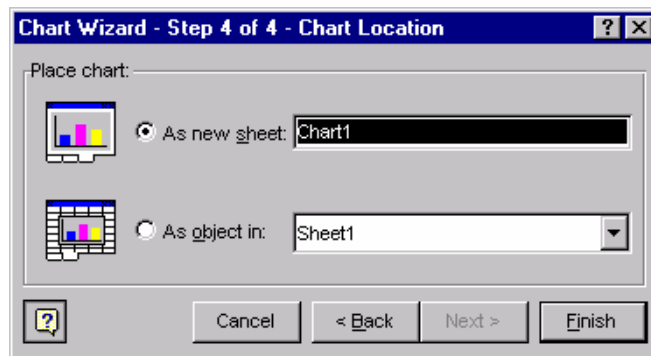 Chart Wizard - Step 4 of 4 - Chart Location
Place chart:
As new sheet: Chart1
As object in: Sheet1
Cancel < Back Next > Finish